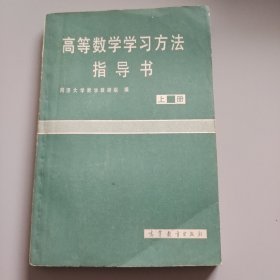 高等数学学习方法
指导书
同济大学数学教研室 编
上册
高等教育出版社